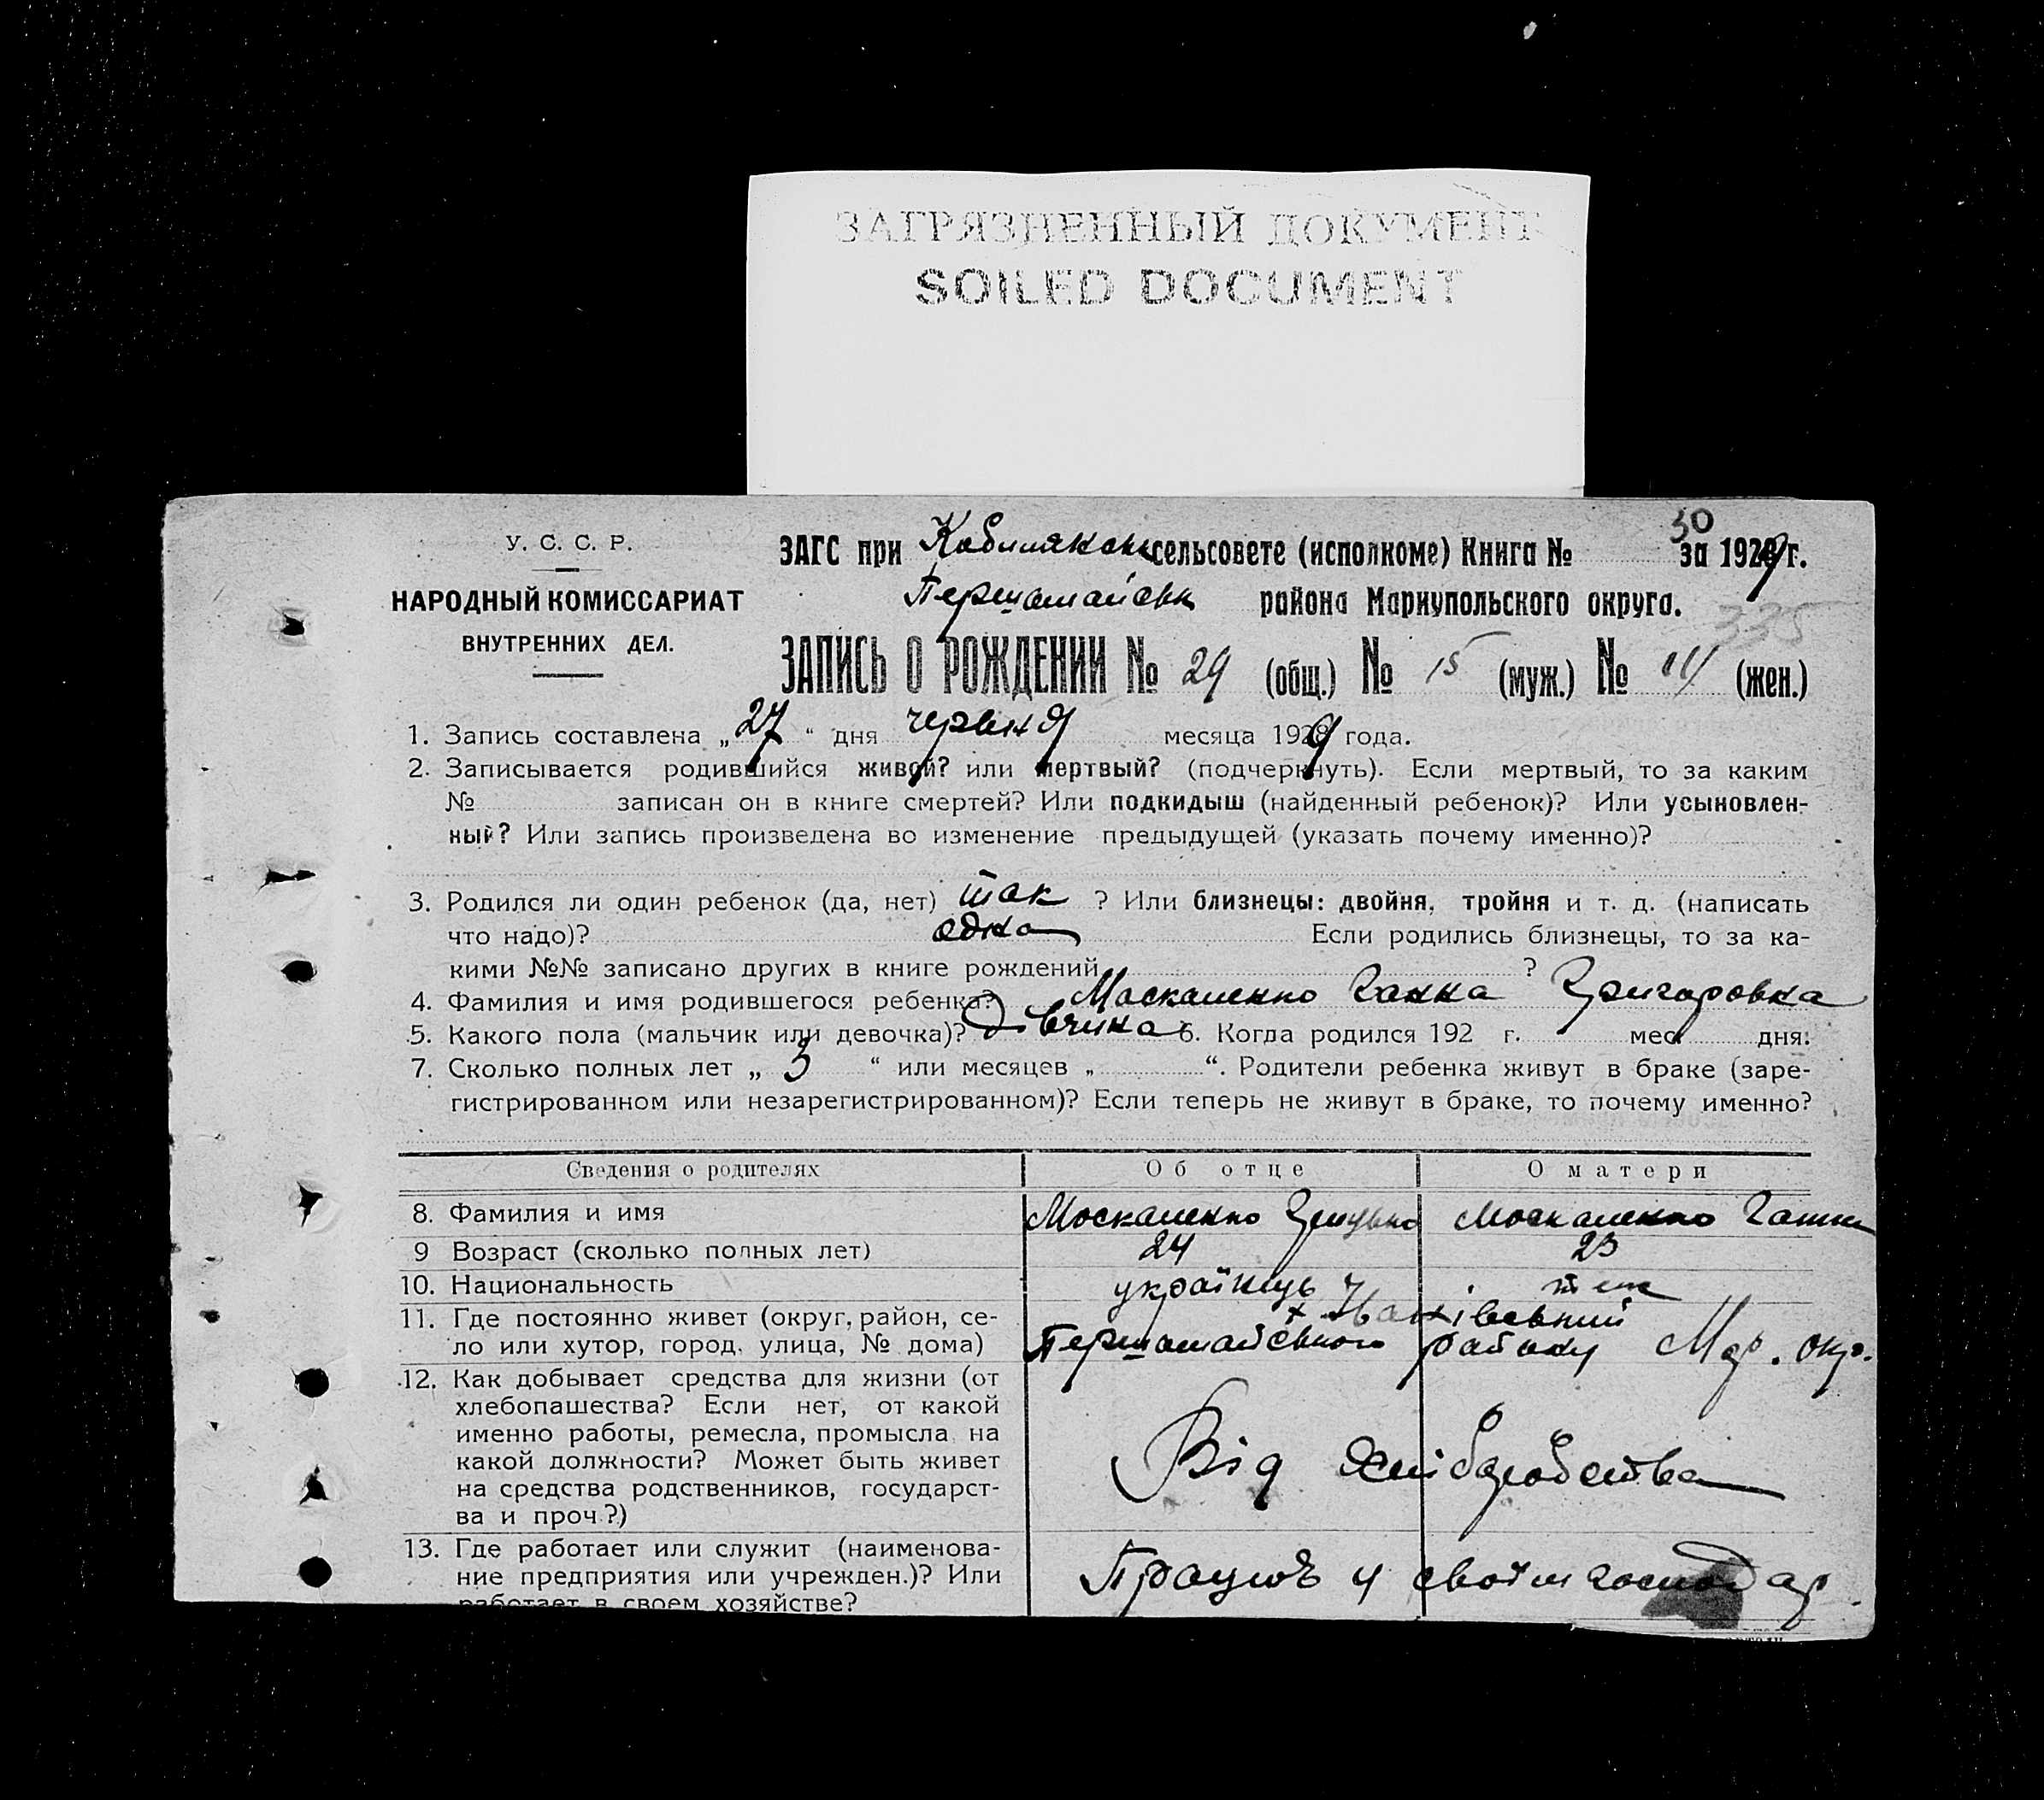 ЗАГРЯЗНЕННЫЙ ДОКУМЕНТ
SOILED DOCUMENT
30
У. С. С. Р.
НАРОДНЫЙ КОМИССАРИАТ
ВНУТРЕННИХ ДЕЛ.
ЗАГС при сельсовете (исполкоме) Книга № за 1929 г.
района Мариупольского округа.
335
ЗАПИСЬ О РОЖДЕНИИ № 29 (общ.) № 15 (муж.) № 14 (жен.)
1. Запись составлена „27“ дня червня месяца 1929 года.
2. Записывается родившийся живой? или мертвый? (подчеркнуть). Если мертвый, то за каким
№ записан он в книге смертей? Или подкидыш (найденный ребенок)? Или усыновлен-
ный? Или запись произведена во изменение предыдущей (указать почему именно)?
3. Родился ли один ребенок (да, нет) так ? Или близнецы: двойня, тройня и т. д. (написать
что надо)? одна Если родились близнецы, то за ка-
кими №№ записано других в книге рождений ?
4. Фамилия и имя родившегося ребенка? Москаленко Ганна Григоровна
5. Какого пола (мальчик или девочка)? дівчина 6. Когда родился 192 г. мес. дня:
7. Сколько полных лет „ 3 “ или месяцев „ “. Родители ребенка живут в браке (заре-
гистрированном или незарегистрированном)? Если теперь не живут в браке, то почему именно?
Сведения о родителях Об отце О матери
8. Фамилия и имя Москаленко Москаленко
9 Возраст (сколько полных лет) 24 23
10. Национальность українець
11. Где постоянно живет (округ, район, се-
ло или хутор, город, улица, № дома) Першомайського району Мар. окр.
12. Как добывает средства для жизни (от
хлебопашества? Если нет, от какой
именно работы, ремесла, промысла на
какой должности? Может быть живет
на средства родственников, государст-
ва и проч.?)
Від хліборобства
13. Где работает или служит (наименова-
ние предприятия или учрежден.)? Или
работает в своем хозяйстве?
у своїм господар